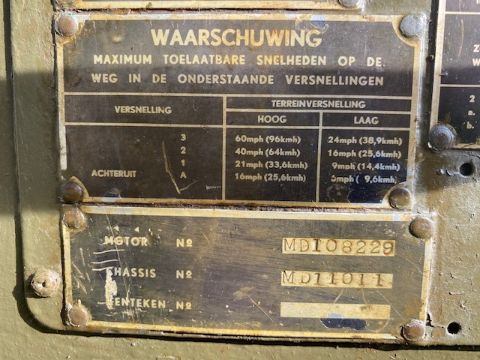 WAARSCHUWING
MAXIMUM TOELAATBARE SNELHEDEN OP DE
WEG IN DE ONDERSTAANDE VERSNELLINGEN
VERSNELLING TERREINVERSNELLING
HOOG LAAG
3 60mph (96kmh) 24mph (38,9kmh)
2 40mph (64kmh) 16mph (25,6kmh)
1 21mph (33,6kmh) 9mph (14,4kmh)
ACHTERUIT A 16mph (25,6kmh) 6mph ( 9,6kmh)
MOTOR Nº MD108229
CHASSIS Nº MD11011
KENTEKEN Nº
Z
W
2
a.
b.